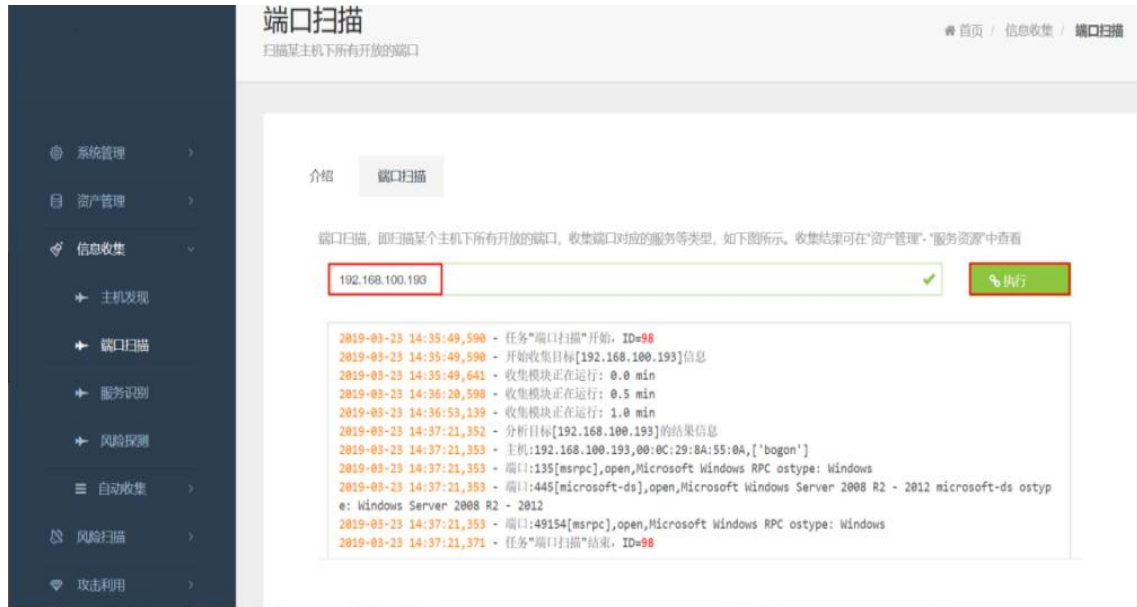 端口扫描
扫描某主机下所有开放的端口
首页 / 信息收集 / 端口扫描
系统管理
资产管理
信息收集
主机发现
端口扫描
服务识别
风险探测
自动收集
风险扫描
攻击利用
介绍 端口扫描
端口扫描，即扫描某个主机下所有开放的端口，收集端口对应的服务等类型，如下图所示。收集结果可在"资产管理"- "服务资源"中查看
192.168.100.193 执行
2019-03-23 14:35:49,590 - 任务"端口扫描"开始，ID=98
2019-03-23 14:35:49,590 - 开始收集目标[192.168.100.193]信息
2019-03-23 14:35:49,641 - 收集模块正在运行: 0.0 min
2019-03-23 14:36:20,598 - 收集模块正在运行: 0.5 min
2019-03-23 14:36:53,139 - 收集模块正在运行: 1.0 min
2019-03-23 14:37:21,352 - 分析目标[192.168.100.193]的结果信息
2019-03-23 14:37:21,353 - 主机:192.168.100.193,00:0C:29:8A:55:0A,['bogon']
2019-03-23 14:37:21,353 - 端口:135[msrpc],open,Microsoft Windows RPC ostype: Windows
2019-03-23 14:37:21,353 - 端口:445[microsoft-ds],open,Microsoft Windows Server 2008 R2 - 2012 microsoft-ds ostyp
e: Windows Server 2008 R2 - 2012
2019-03-23 14:37:21,353 - 端口:49154[msrpc],open,Microsoft Windows RPC ostype: Windows
2019-03-23 14:37:21,371 - 任务"端口扫描"结束，ID=98